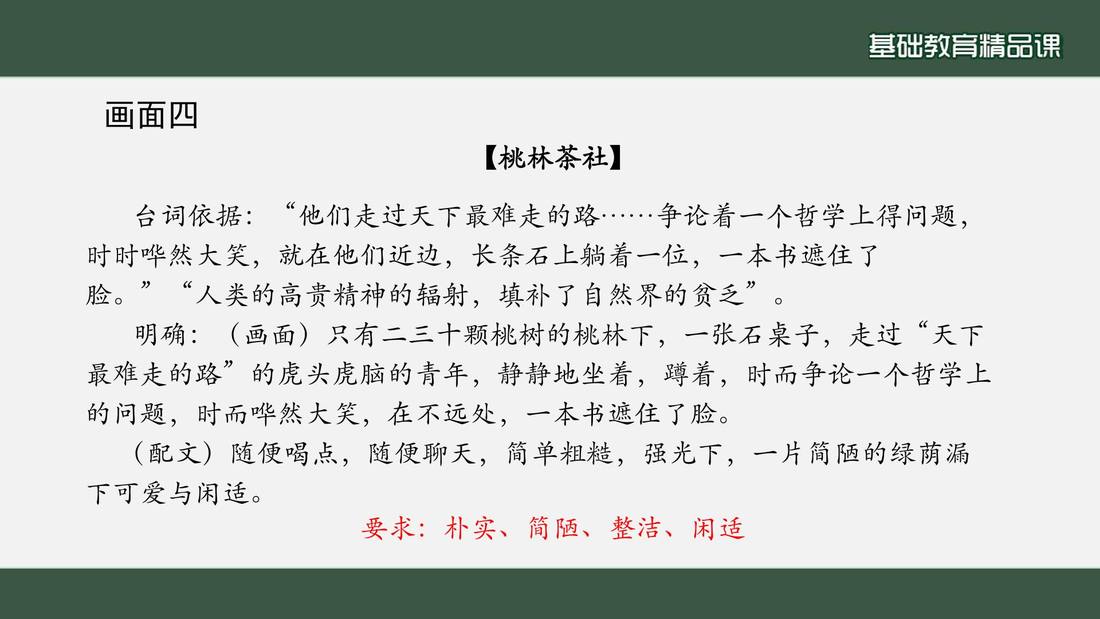 基础教育精品课
画面四
【桃林茶社】
台词依据：“他们走过天下最难走的路……争论着一个哲学上得问题，
时时哗然大笑，就在他们近边，长条石上躺着一位，一本书遮住了
脸。”“人类的高贵精神的辐射，填补了自然界的贫乏”。
明确：（画面）只有二三十颗桃树的桃林下，一张石桌子，走过“天下
最难走的路”的虎头虎脑的青年，静静地坐着，蹲着，时而争论一个哲学上
的问题，时而哗然大笑，在不远处，一本书遮住了脸。
（配文）随便喝点，随便聊天，简单粗糙，强光下，一片简陋的绿荫漏
下可爱与闲适。
要求：朴实、简陋、整洁、闲适